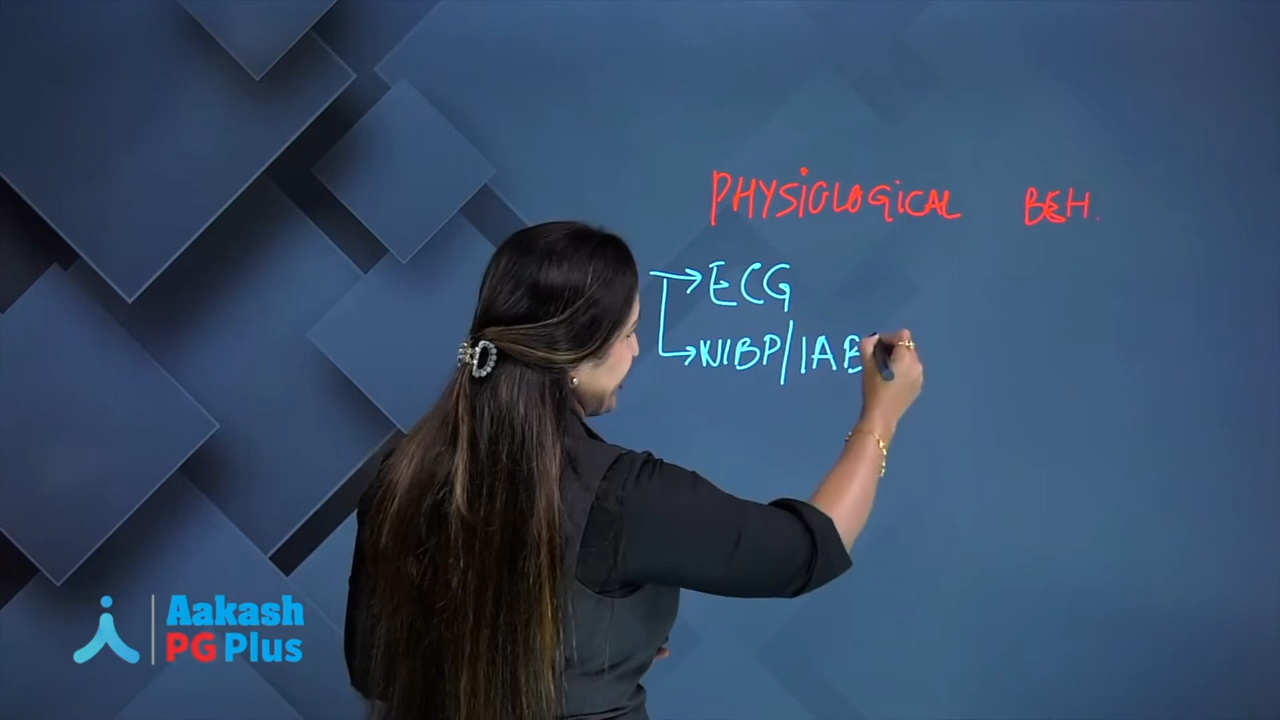 PHYSIOLOGICAL BEH.
ECG
NIBP/IAB
Aakash
PG Plus